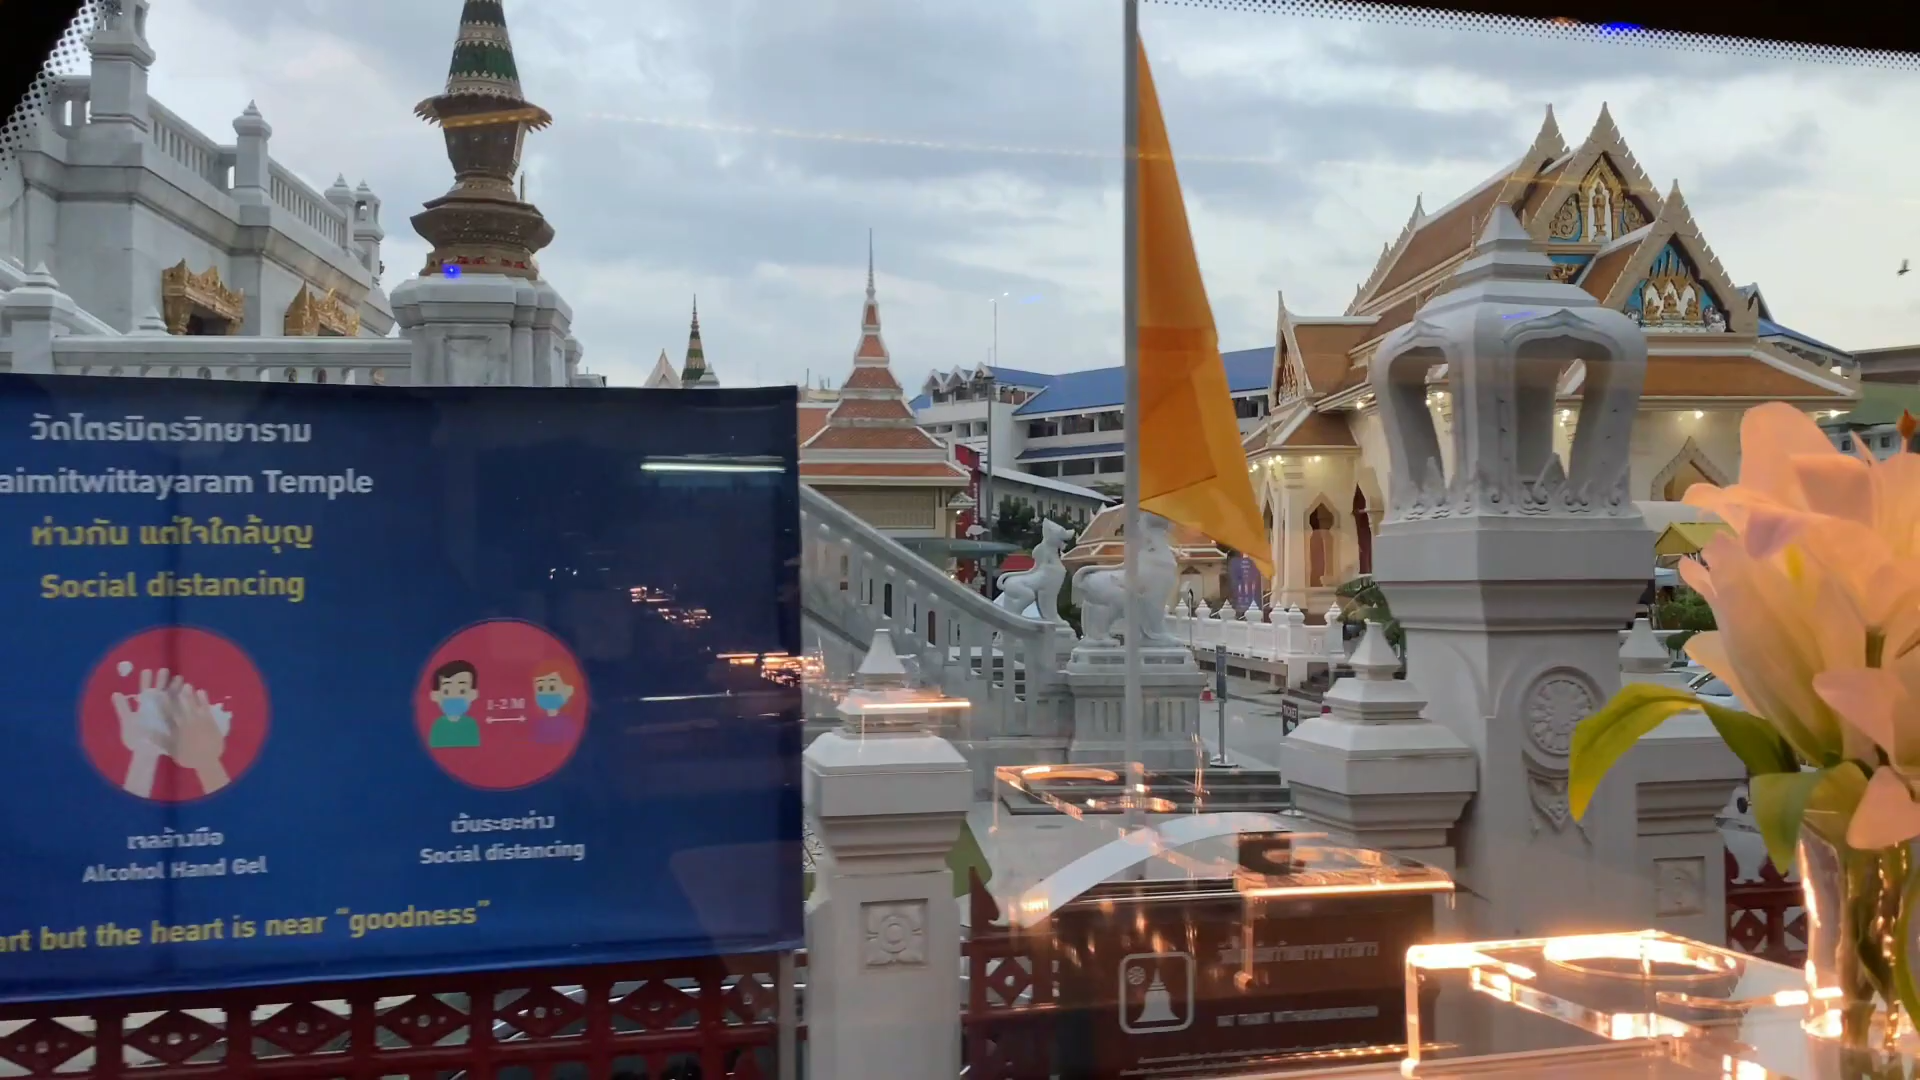 วัดไตรมิตรวิทยาราม
aimitwittayaram Temple
ห่างกัน แต่ใจใกล้บุญ
Social distancing
1-2 M
เจลล้างมือ
Alcohol Hand Gel
เว้นระยะห่าง
Social distancing
art but the heart is near “goodness”